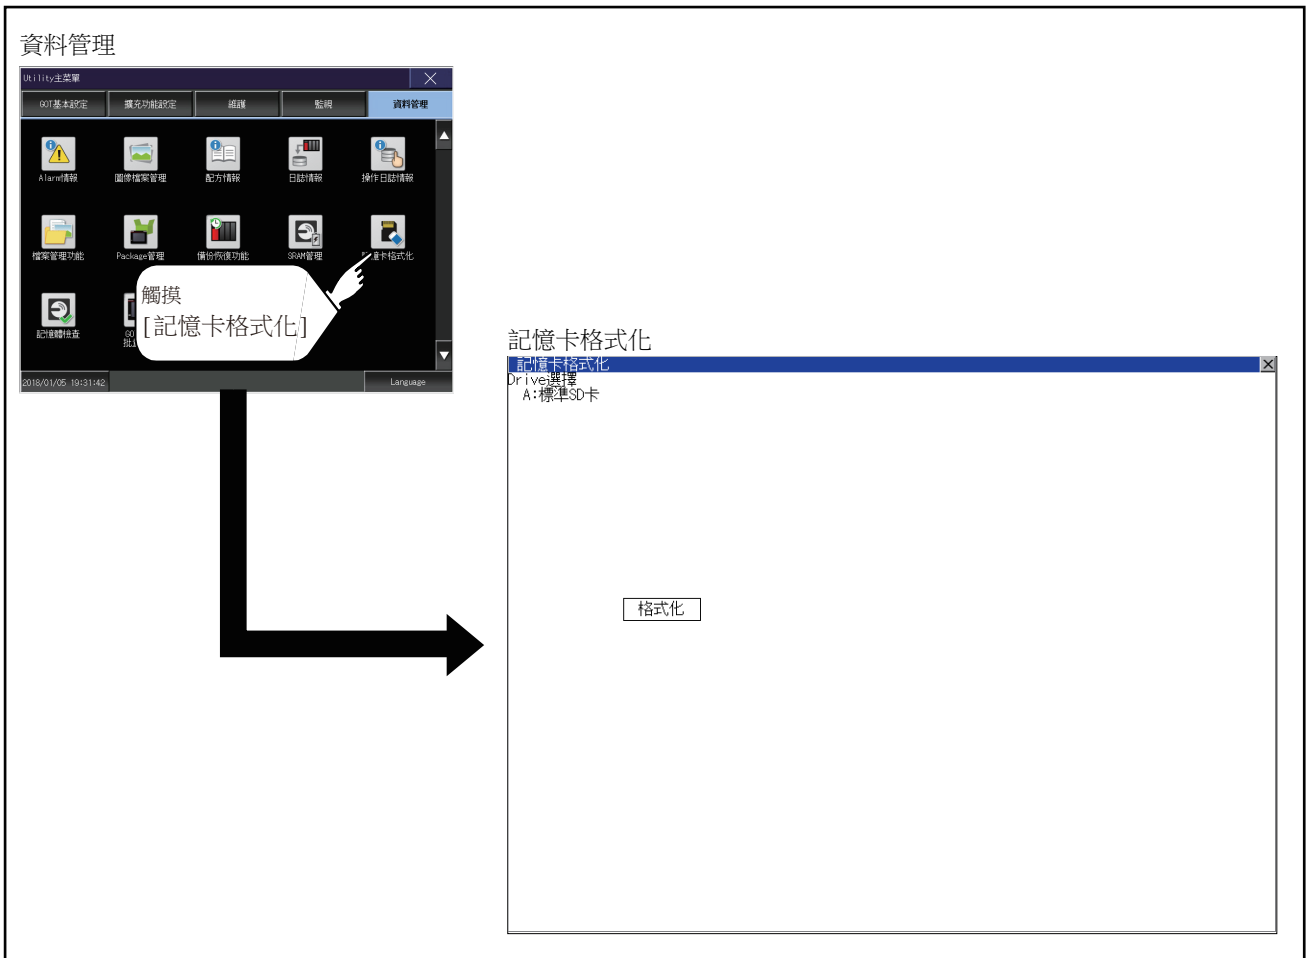 資料管理
Utility主菜單
GOT基本設定 擴充功能設定 維護 監視 資料管理
Alarm情報 圖像檔案管理 配方情報 日誌情報 操作日誌情報
檔案管理功能 Package管理 備份恢復功能 SRAM管理 憶卡格式化
觸摸
[記憶卡格式化]
記憶體檢查 GO
批
2018/01/05 19:31:42 Language
記憶卡格式化
記憶卡格式化
Drive選擇
A:標準SD卡
格式化